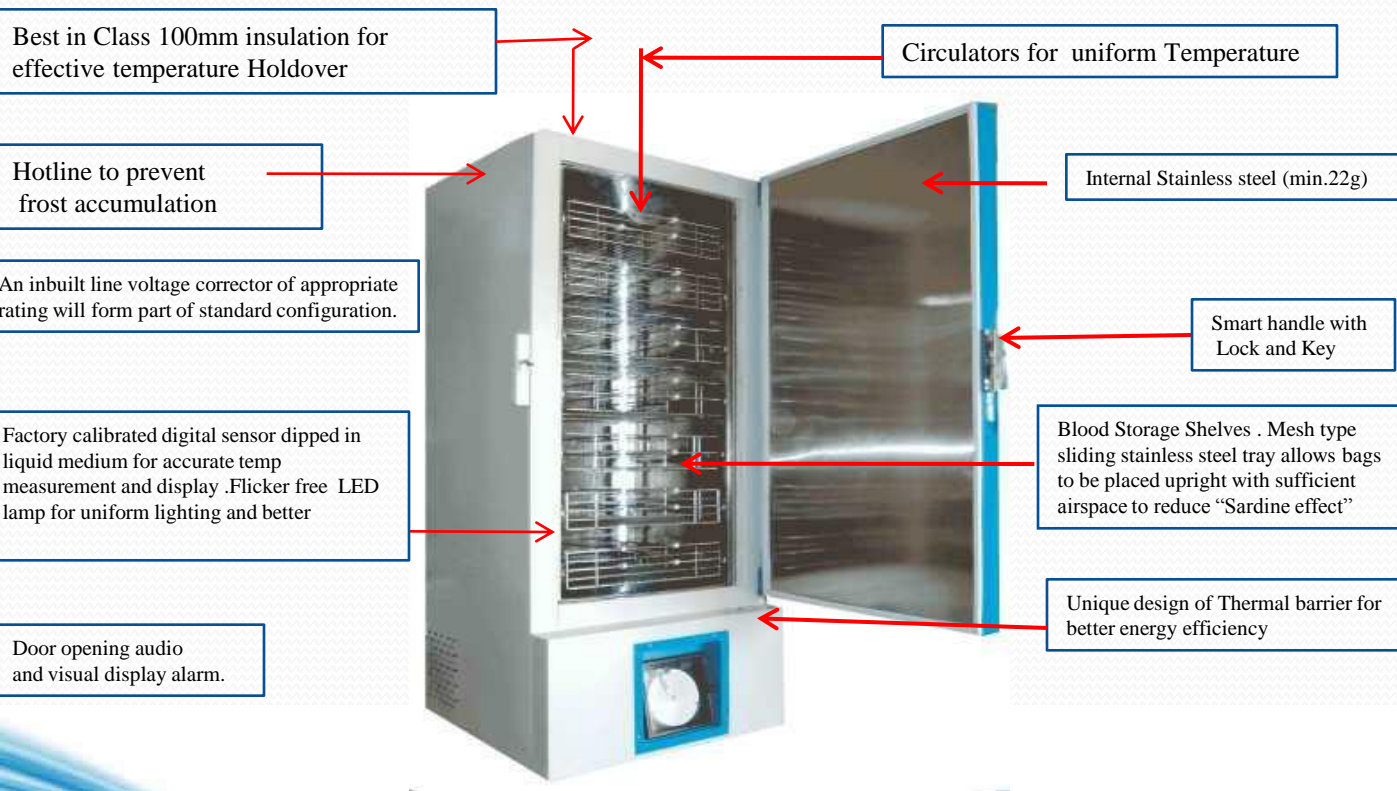 Best in Class 100mm insulation for
effective temperature Holdover
Circulators for uniform Temperature
Hotline to prevent
frost accumulation
Internal Stainless steel (min.22g)
An inbuilt line voltage corrector of appropriate
rating will form part of standard configuration.
Smart handle with
Lock and Key
Factory calibrated digital sensor dipped in
liquid medium for accurate temp
measurement and display .Flicker free LED
lamp for uniform lighting and better
Blood Storage Shelves . Mesh type
sliding stainless steel tray allows bags
to be placed upright with sufficient
airspace to reduce “Sardine effect”
Unique design of Thermal barrier for
better energy efficiency
Door opening audio
and visual display alarm.